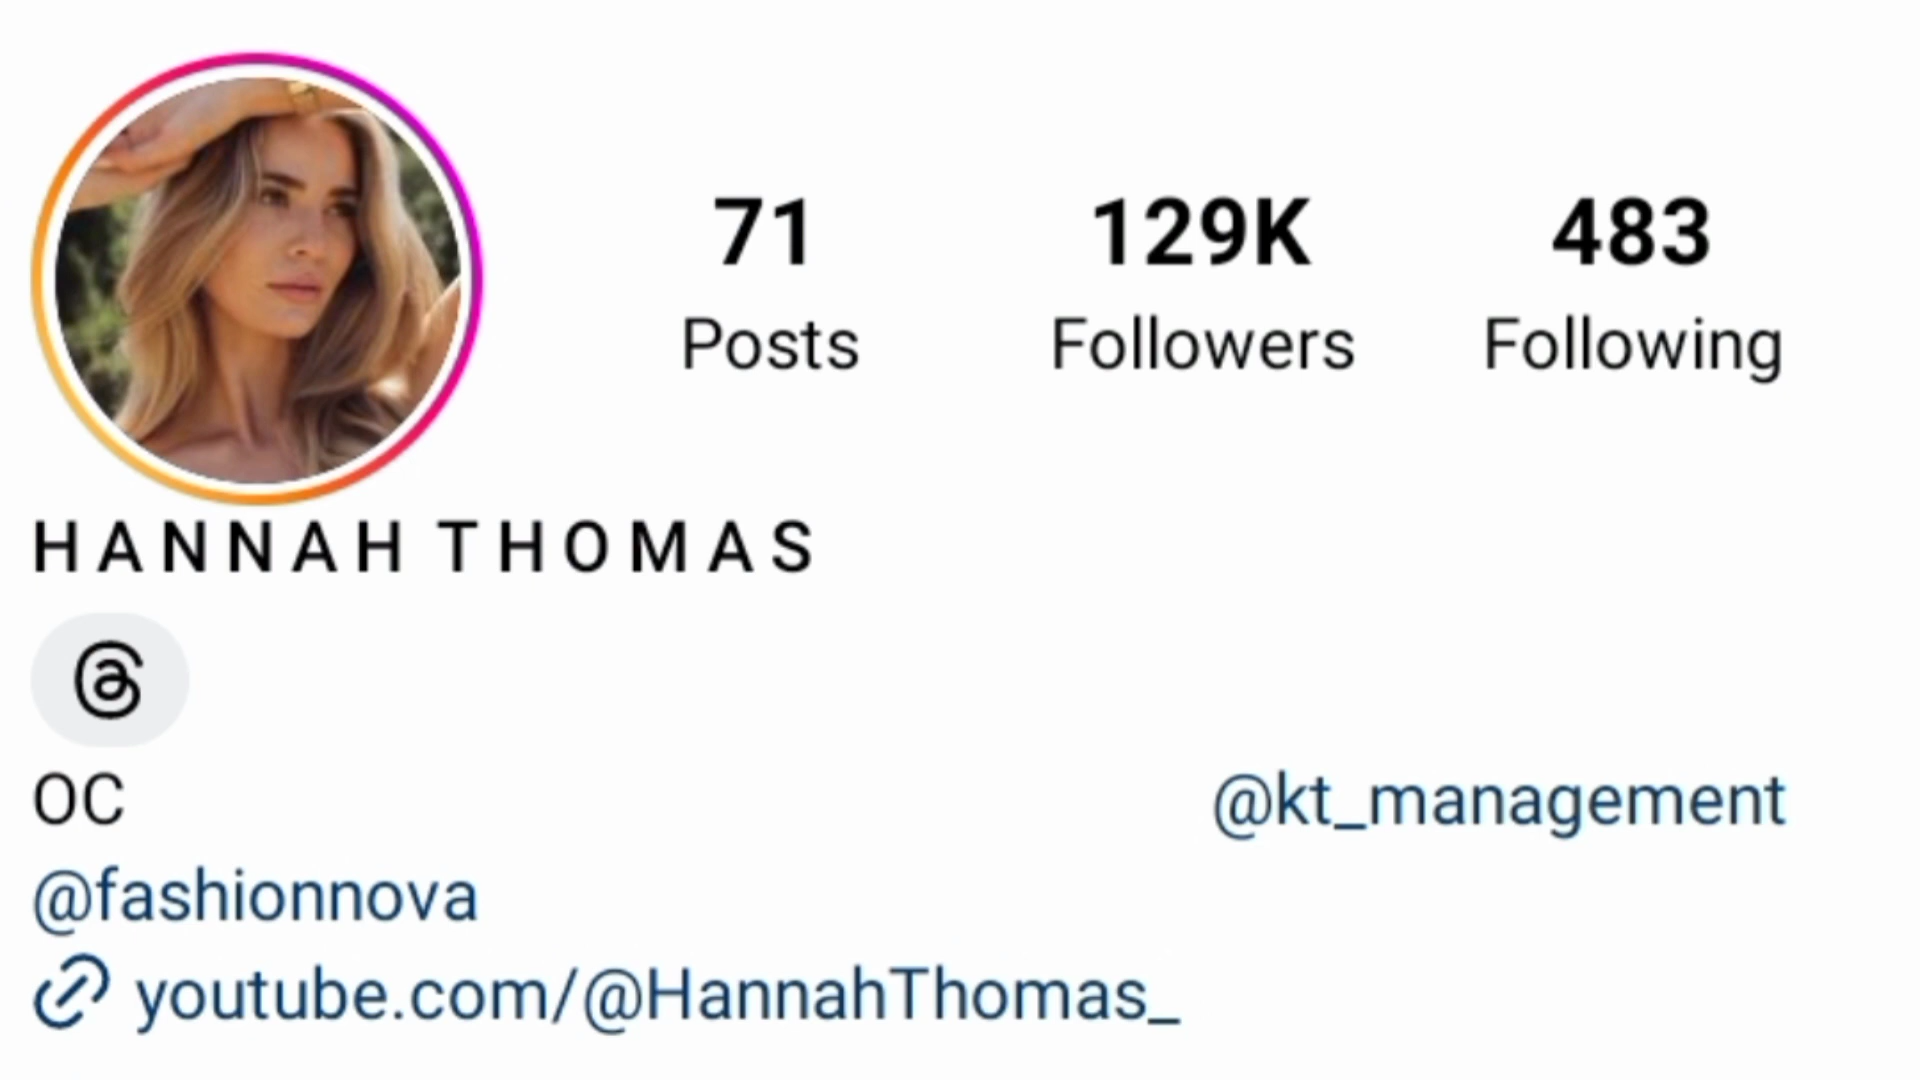 71 129K 483
Posts Followers Following
HANNAH THOMAS
OC @kt_management
@fashionnova
youtube.com/@HannahThomas_